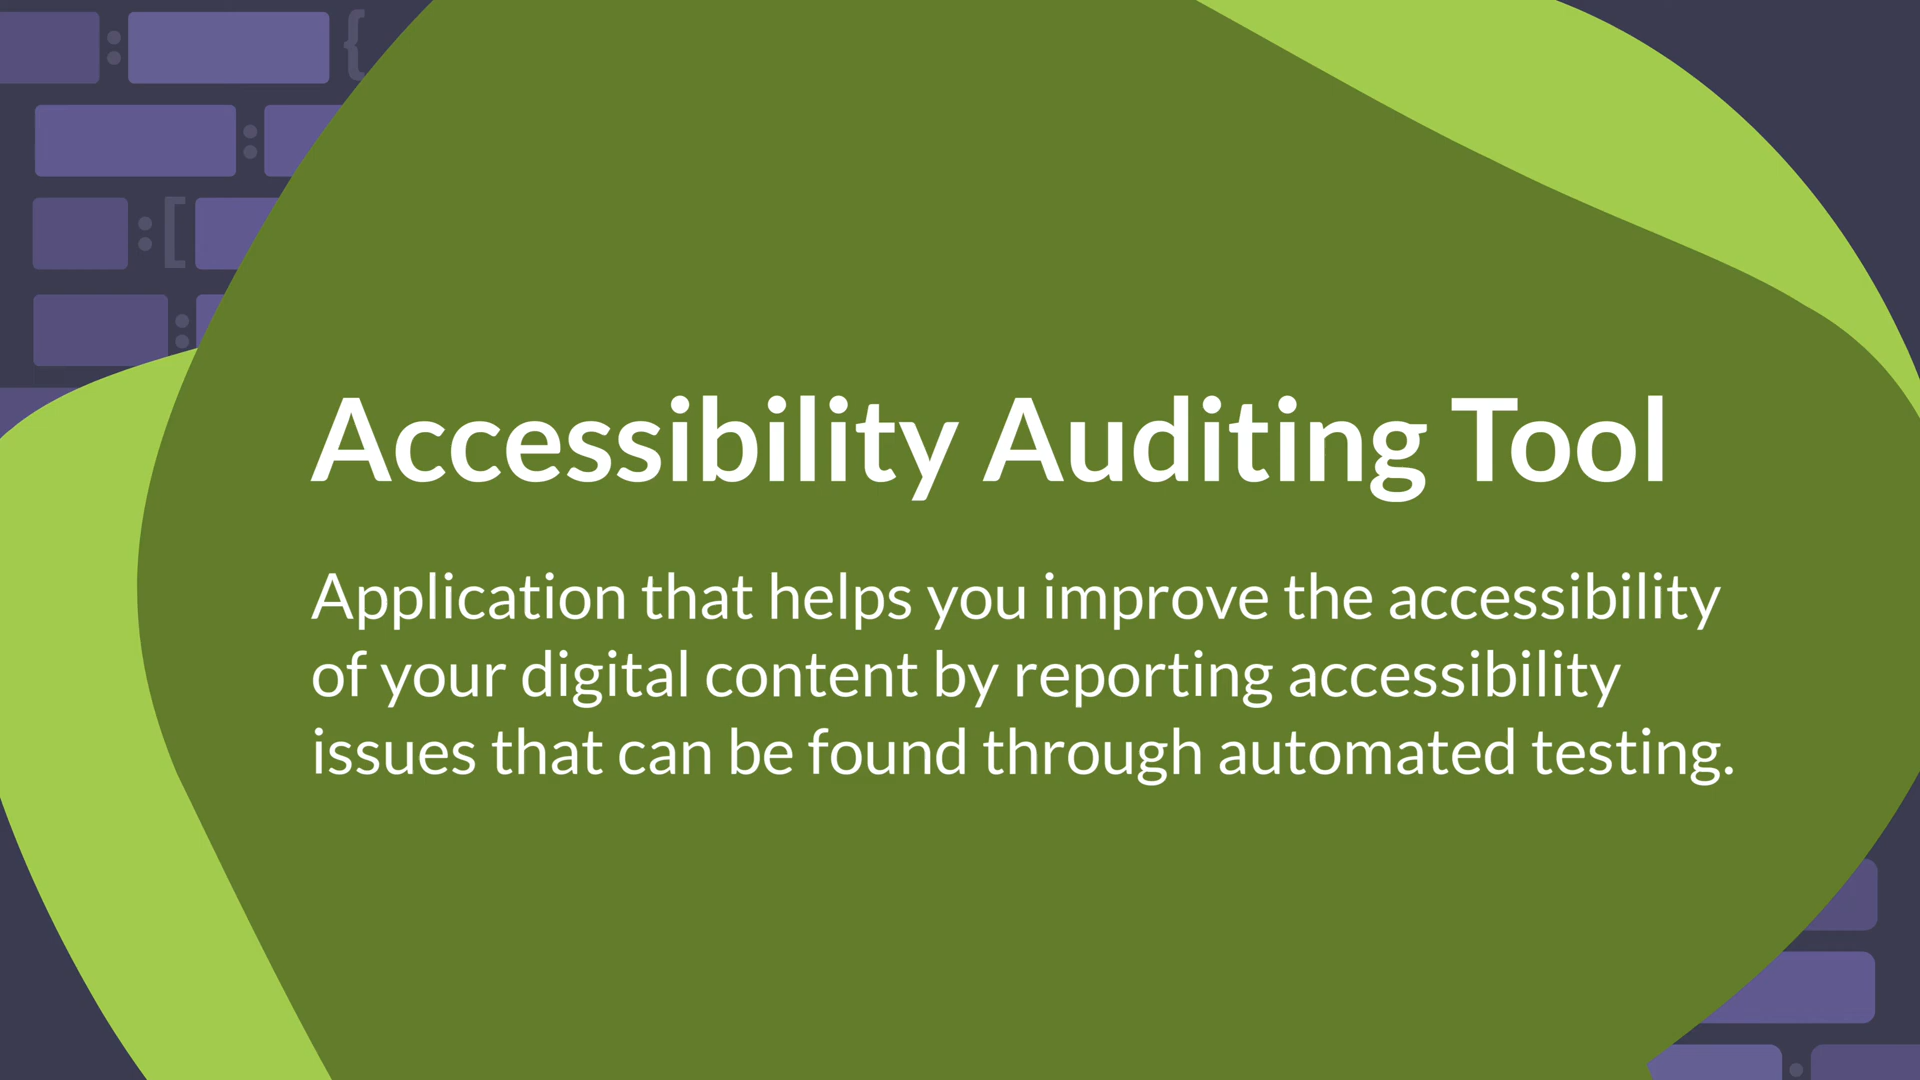 Accessibility Auditing Tool
Application that helps you improve the accessibility
of your digital content by reporting accessibility
issues that can be found through automated testing.